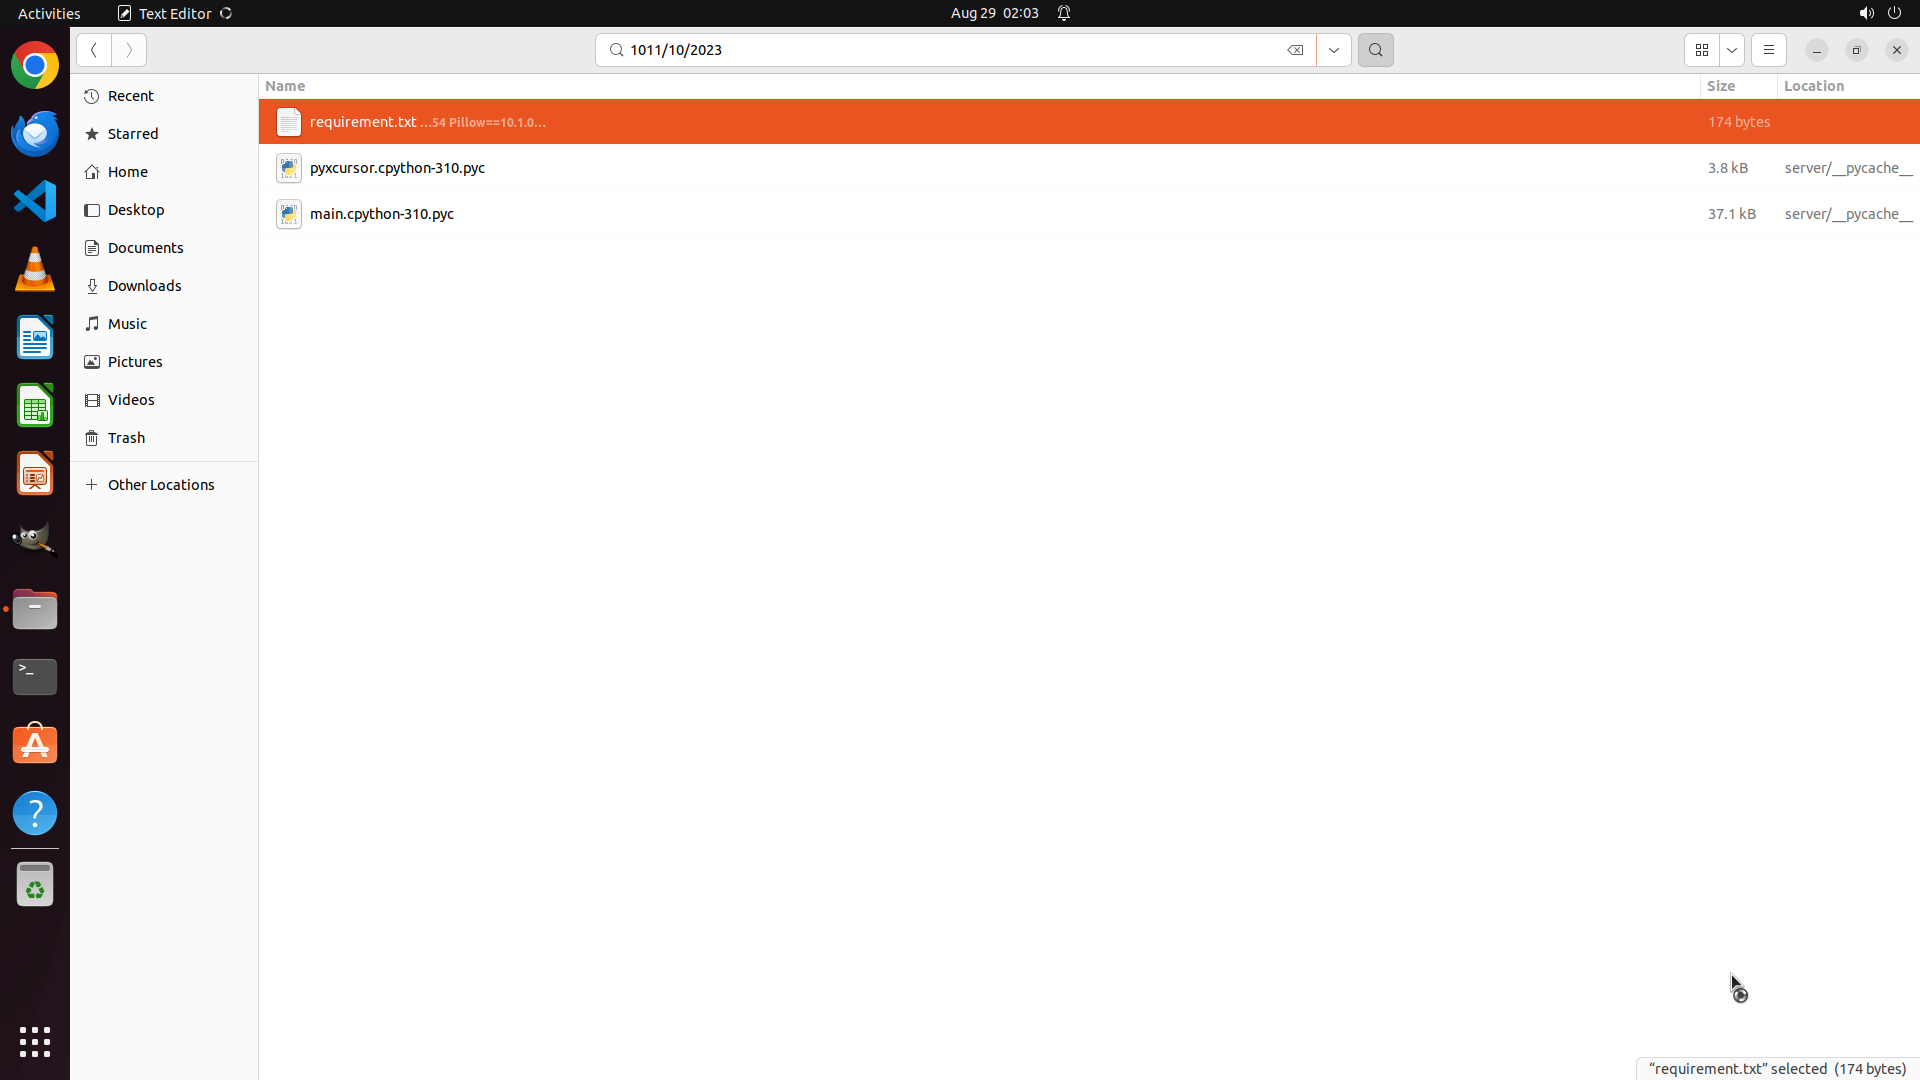 Activities
Text Editor
Aug 29 02:03
1011/10/2023
Name
Size
Location
Recent
Starred
Home
Desktop
Documents
Downloads
Music
Pictures
Videos
Trash
Other Locations
requirement.txt ...54 Pillow==10.1.0...
174 bytes
pyxcursor.cpython-310.pyc
3.8 kB
server/__pycache__
main.cpython-310.pyc
37.1 kB
server/__pycache__
"requirement.txt" selected (174 bytes)